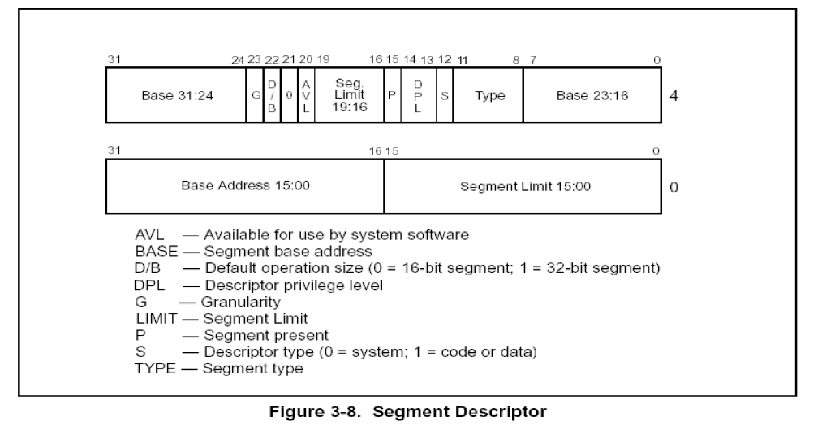 31 24 23 22 21 20 19 16 15 14 13 12 11 8 7 0
Base 31:24 G D/B 0 AVL Seg. Limit 19:16 P DPL S Type Base 23:16 4
31 16 15 0
Base Address 15:00 Segment Limit 15:00 0
AVL — Available for use by system software
BASE — Segment base address
D/B — Default operation size (0 = 16-bit segment; 1 = 32-bit segment)
DPL — Descriptor privilege level
G — Granularity
LIMIT — Segment Limit
P — Segment present
S — Descriptor type (0 = system; 1 = code or data)
TYPE — Segment type
Figure 3-8. Segment Descriptor